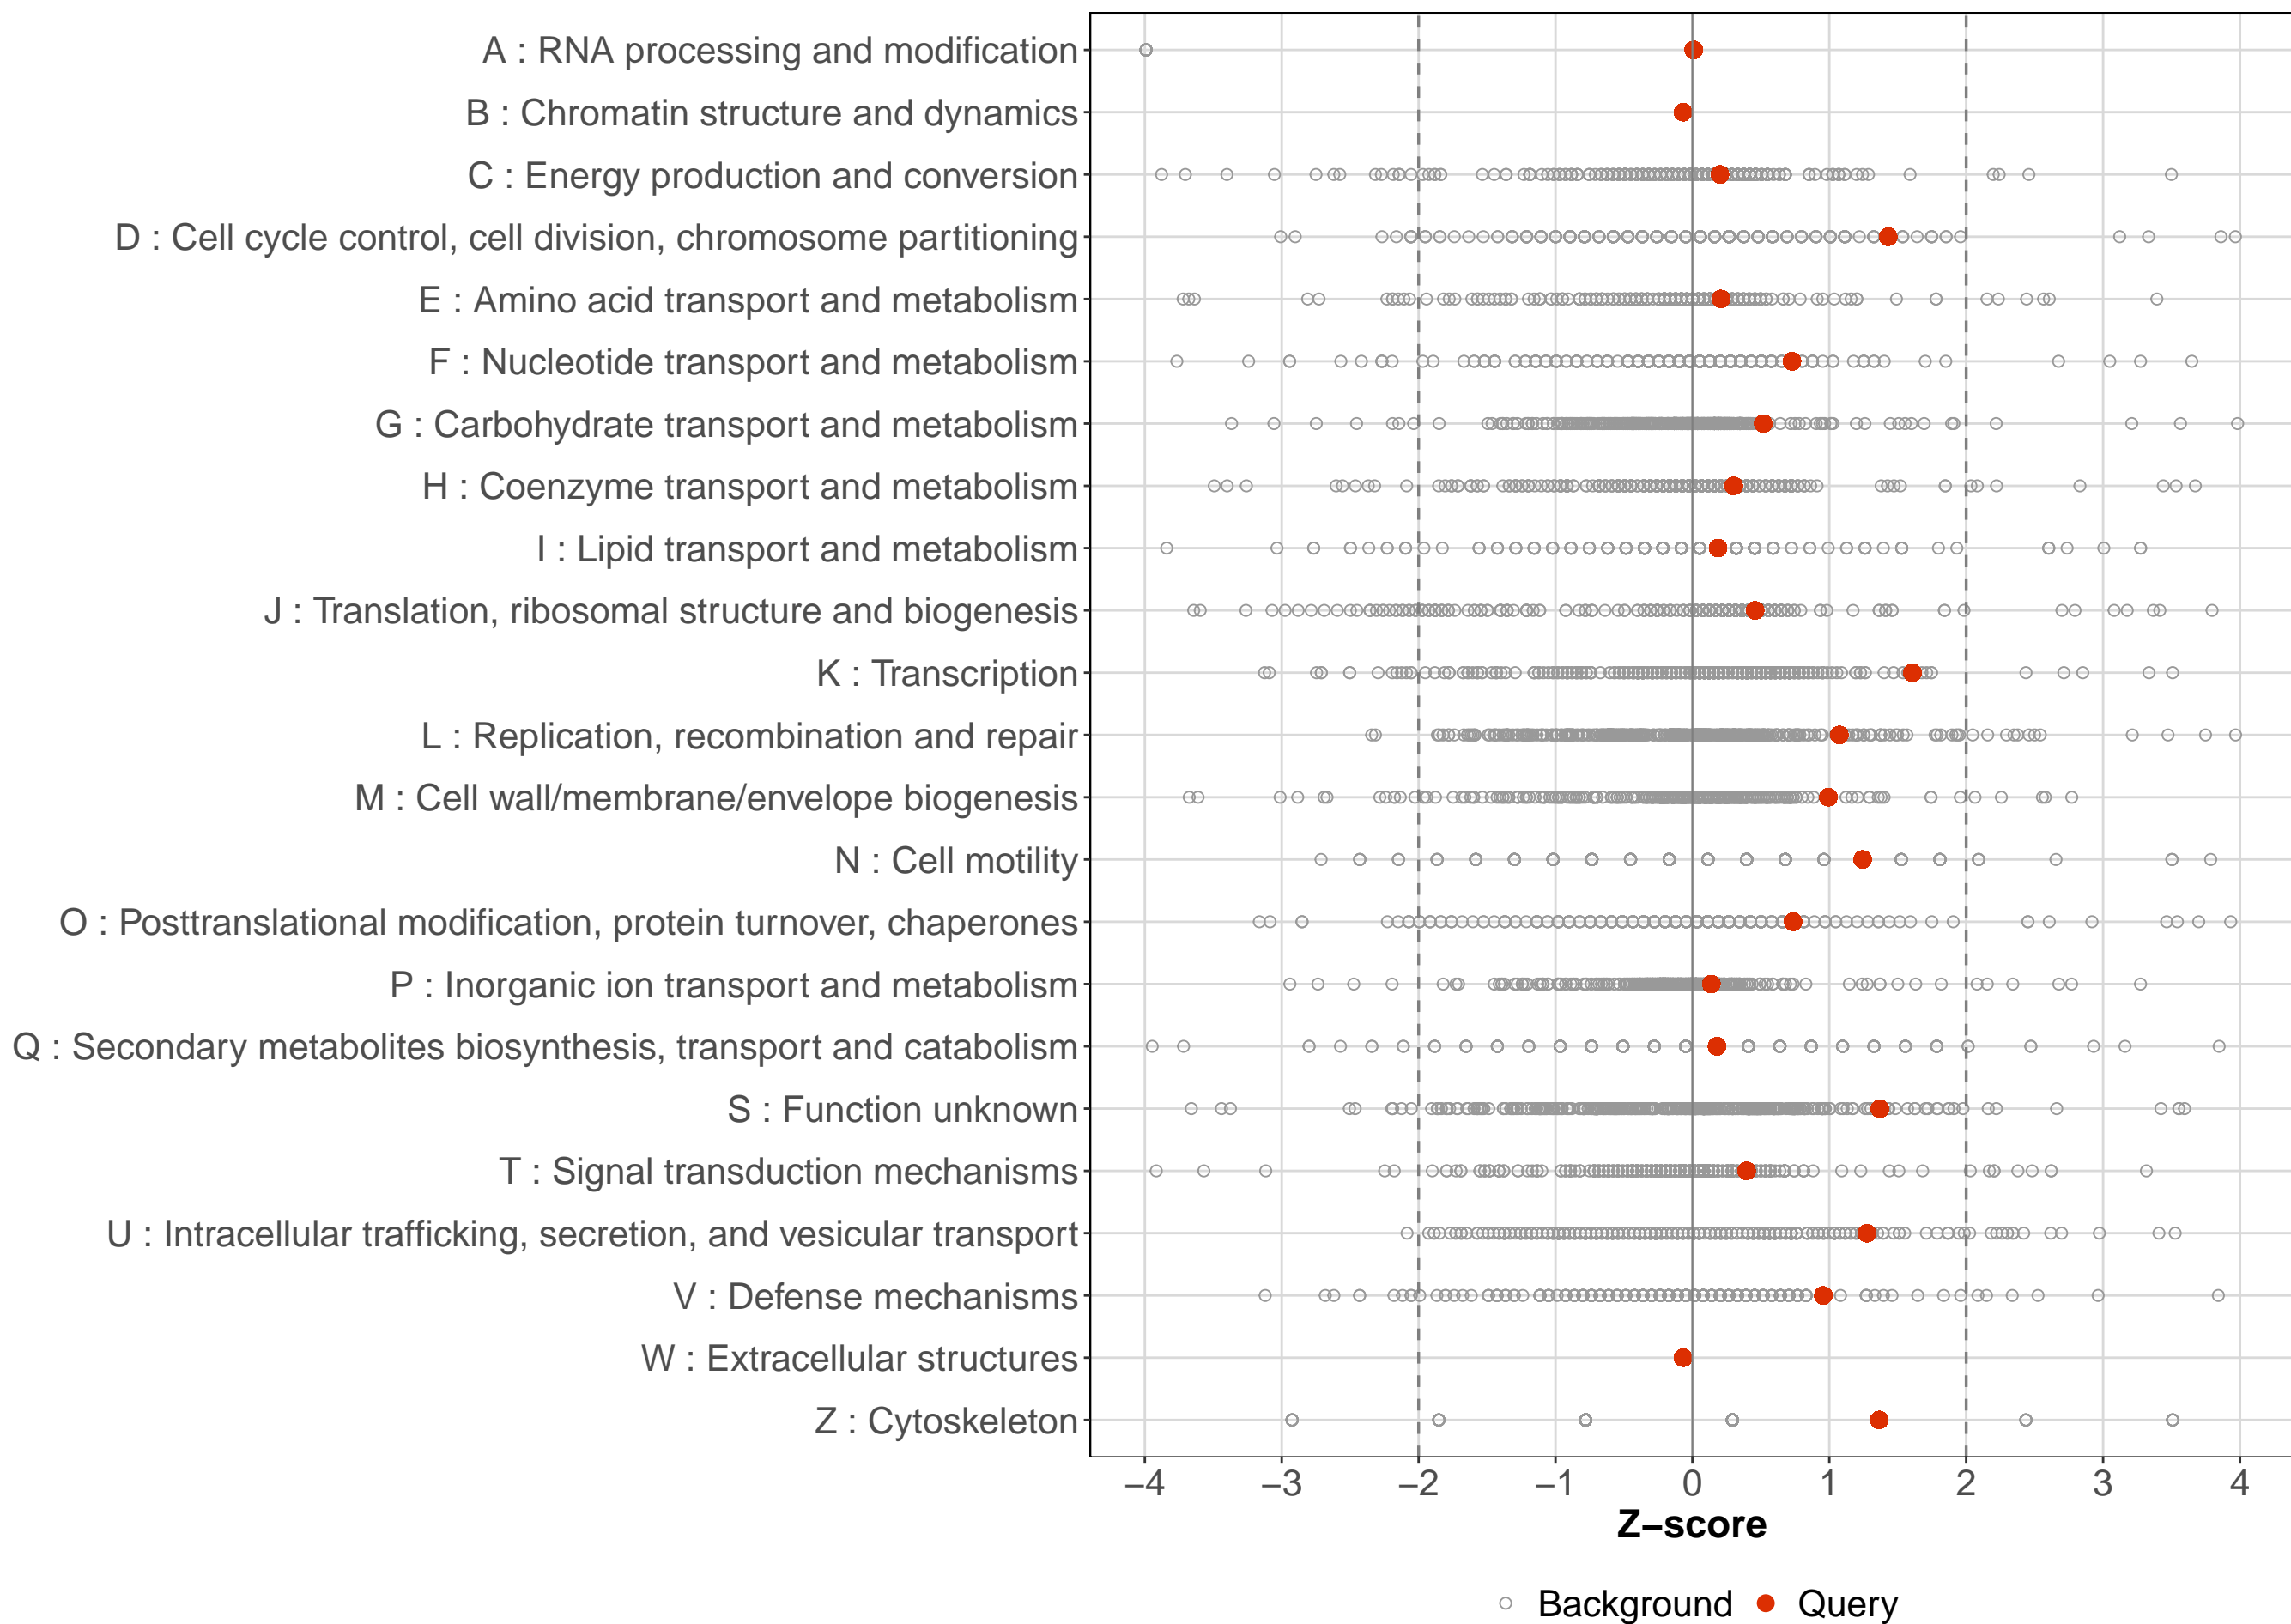 A : RNA processing and modification
B : Chromatin structure and dynamics
C : Energy production and conversion
D : Cell cycle control, cell division, chromosome partitioning
E : Amino acid transport and metabolism
F : Nucleotide transport and metabolism
G : Carbohydrate transport and metabolism
H : Coenzyme transport and metabolism
I : Lipid transport and metabolism
J : Translation, ribosomal structure and biogenesis
K : Transcription
L : Replication, recombination and repair
M : Cell wall/membrane/envelope biogenesis
N : Cell motility
O : Posttranslational modification, protein turnover, chaperones
P : Inorganic ion transport and metabolism
Q : Secondary metabolites biosynthesis, transport and catabolism
S : Function unknown
T : Signal transduction mechanisms
U : Intracellular trafficking, secretion, and vesicular transport
V : Defense mechanisms
W : Extracellular structures
Z : Cytoskeleton
−4 −3 −2 −1 0 1 2 3 4
Z−score
Background Query